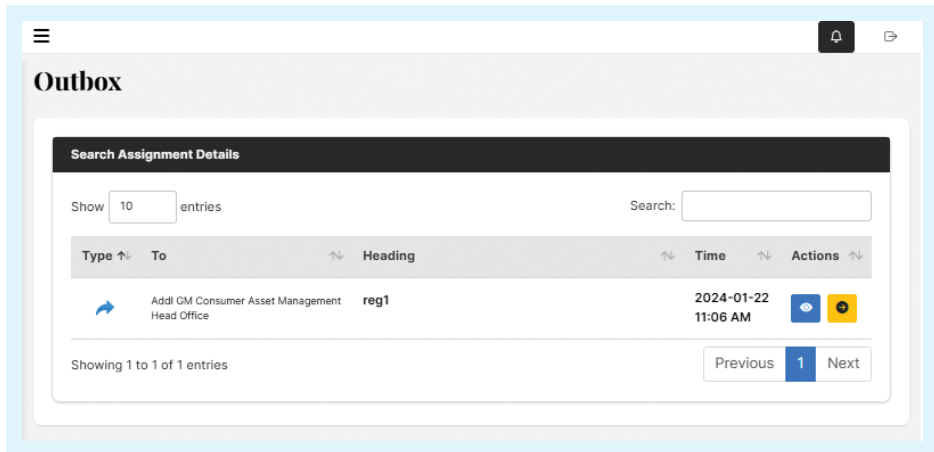 Outbox
Search Assignment Details
Show 10 entries Search:
Type To Heading Time Actions
Addl GM Consumer Asset Management
Head Office
reg1
2024-01-22
11:06 AM
Showing 1 to 1 of 1 entries
Previous 1 Next